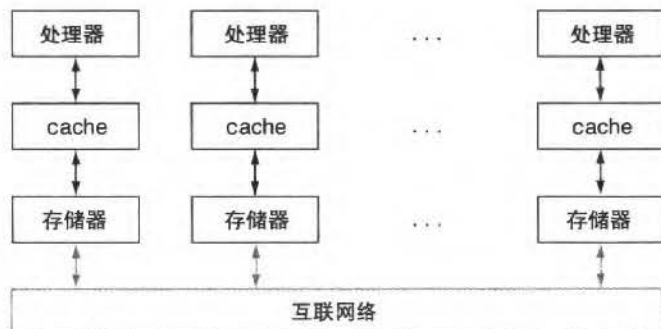 处理器 处理器 ... 处理器
cache cache ... cache
存储器 存储器 ... 存储器
互联网络